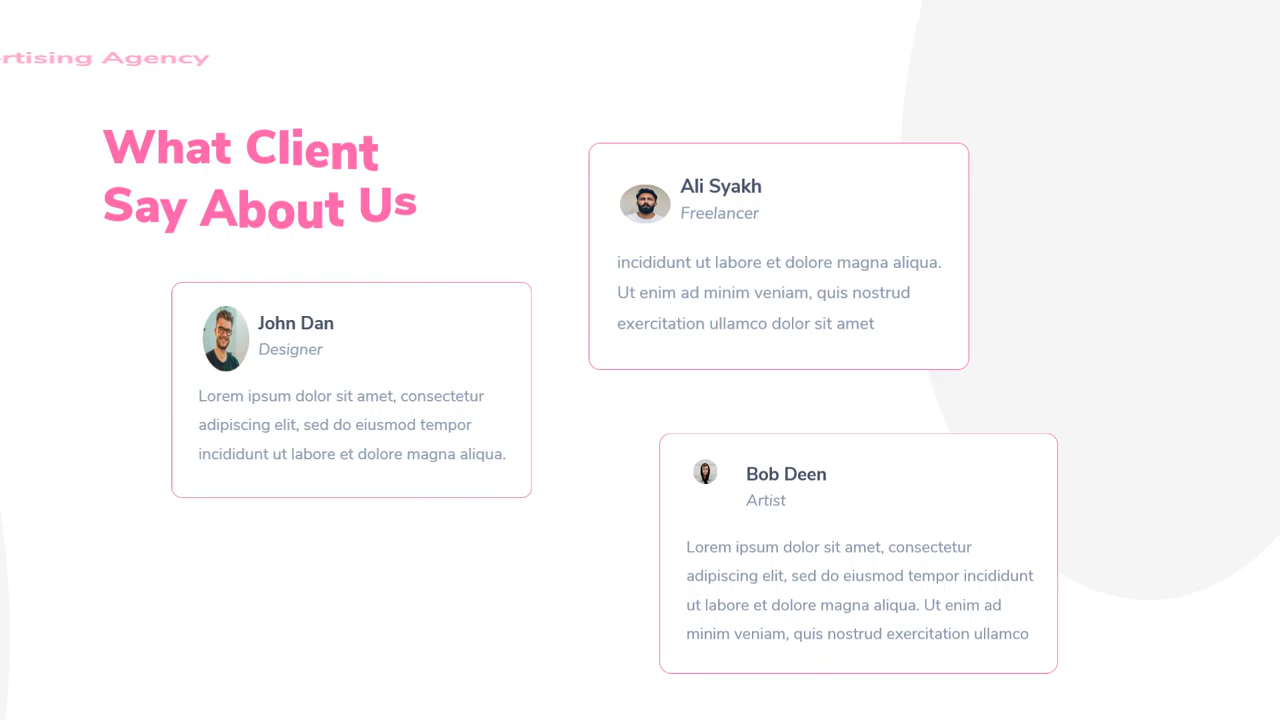 Agency
What Client
Say About Us
John Dan
Designer
Lorem ipsum dolor sit amet, consectetur
adipiscing elit, sed do eiusmod tempor
incididunt ut labore et dolore magna aliqua.
Ali Syakh
Freelancer
incididunt ut labore et dolore magna aliqua.
Ut enim ad minim veniam, quis nostrud
exercitation ullamco dolor sit amet
Bob Deen
Artist
Lorem ipsum dolor sit amet, consectetur
adipiscing elit, sed do eiusmod tempor incididunt
ut labore et dolore magna aliqua. Ut enim ad
minim veniam, quis nostrud exercitation ullamco